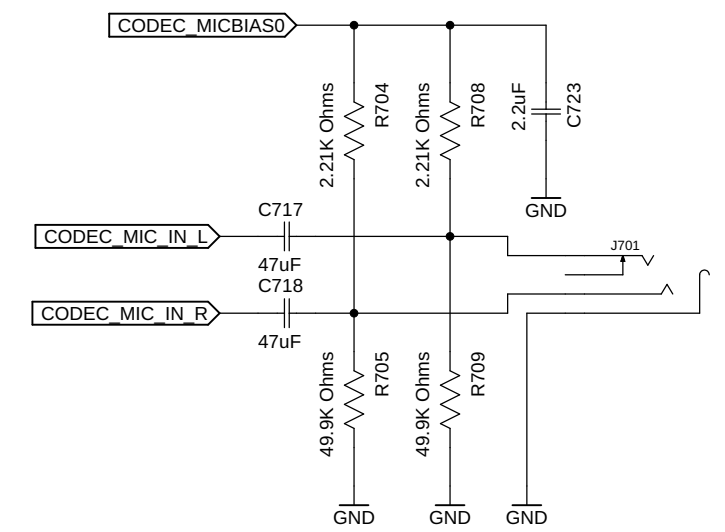 CODEC_MICBIAS0
2.21K Ohms
R704
2.21K Ohms
R708
2.2uF
C723
GND
C717
CODEC_MIC_IN_L
47uF
J701
C718
CODEC_MIC_IN_R
47uF
49.9K Ohms
R705
49.9K Ohms
R709
GND
GND
GND